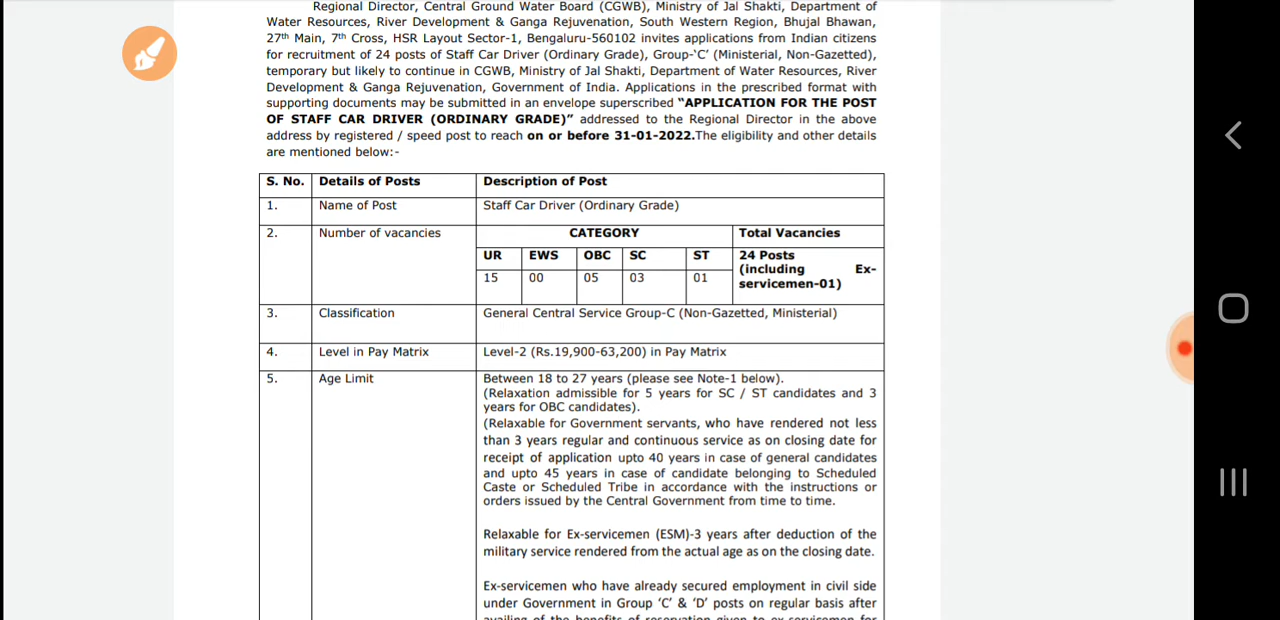 Regional Director, Central Ground Water Board (CGWB), Ministry of Jal Shakti, Department of
Water Resources, River Development & Ganga Rejuvenation, South Western Region, Bhujal Bhawan,
27th Main, 7th Cross, HSR Layout Sector-1, Bengaluru-560102 invites applications from Indian citizens
for recruitment of 24 posts of Staff Car Driver (Ordinary Grade), Group-‘C’ (Ministerial, Non-Gazetted),
temporary but likely to continue in CGWB, Ministry of Jal Shakti, Department of Water Resources, River
Development & Ganga Rejuvenation, Government of India. Applications in the prescribed format with
supporting documents may be submitted in an envelope superscribed “APPLICATION FOR THE POST
OF STAFF CAR DRIVER (ORDINARY GRADE)” addressed to the Regional Director in the above
address by registered / speed post to reach on or before 31-01-2022.The eligibility and other details
are mentioned below:-
S. No. Details of Posts Description of Post
1. Name of Post Staff Car Driver (Ordinary Grade)
2. Number of vacancies CATEGORY Total Vacancies
UR EWS OBC SC ST 24 Posts
(including Ex-
15 00 05 03 01 servicemen-01)
3. Classification General Central Service Group-C (Non-Gazetted, Ministerial)
4. Level in Pay Matrix Level-2 (Rs.19,900-63,200) in Pay Matrix
5. Age Limit Between 18 to 27 years (please see Note-1 below).
(Relaxation admissible for 5 years for SC / ST candidates and 3
years for OBC candidates).
(Relaxable for Government servants, who have rendered not less
than 3 years regular and continuous service as on closing date for
receipt of application upto 40 years in case of general candidates
and upto 45 years in case of candidate belonging to Scheduled
Caste or Scheduled Tribe in accordance with the instructions or
orders issued by the Central Government from time to time.
Relaxable for Ex-servicemen (ESM)-3 years after deduction of the
military service rendered from the actual age as on the closing date.
Ex-servicemen who have already secured employment in civil side
under Government in Group ‘C’ & ‘D’ posts on regular basis after
availing of the benefits of reservation given to ex-servicemen for